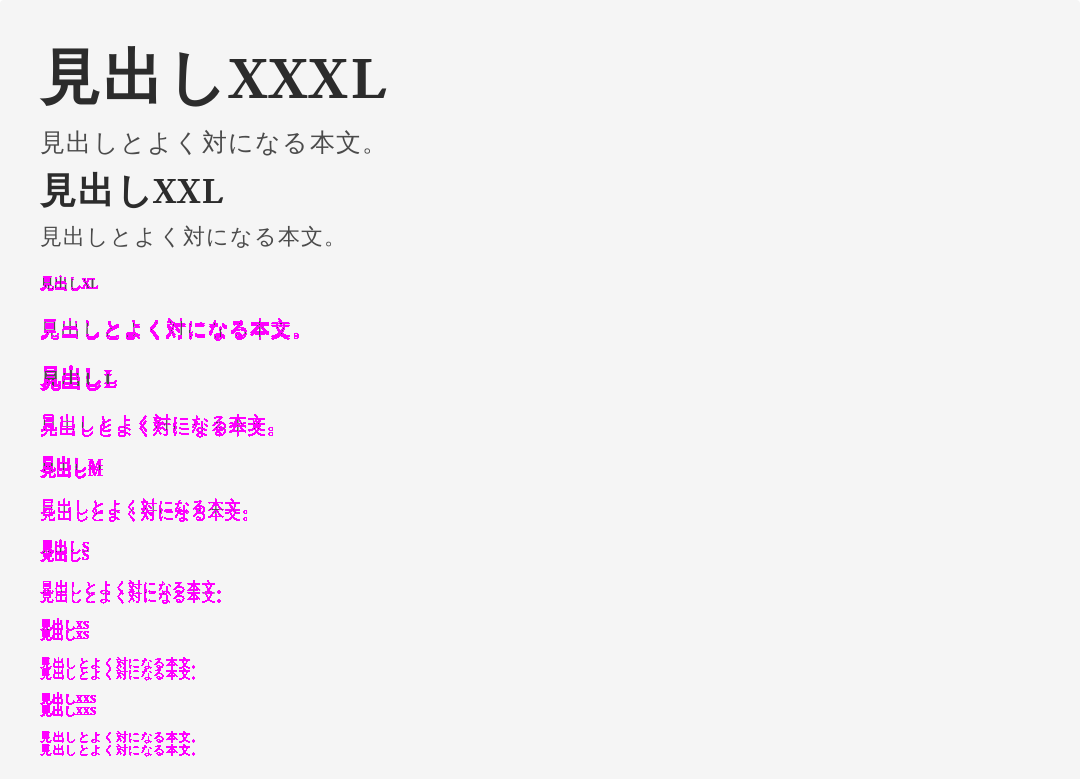 見出しXXXL
見出しとよく対になる本文。
見出しXXL
見出しとよく対になる本文。
見出しXL
見出しとよく対になる本文。
見出しL
見出しとよく対になる本文。
見出しM
見出しとよく対になる本文。
見出しS
見出しとよく対になる本文。
見出しXS
見出しとよく対になる本文。
見出しXXS
見出しとよく対になる本文。